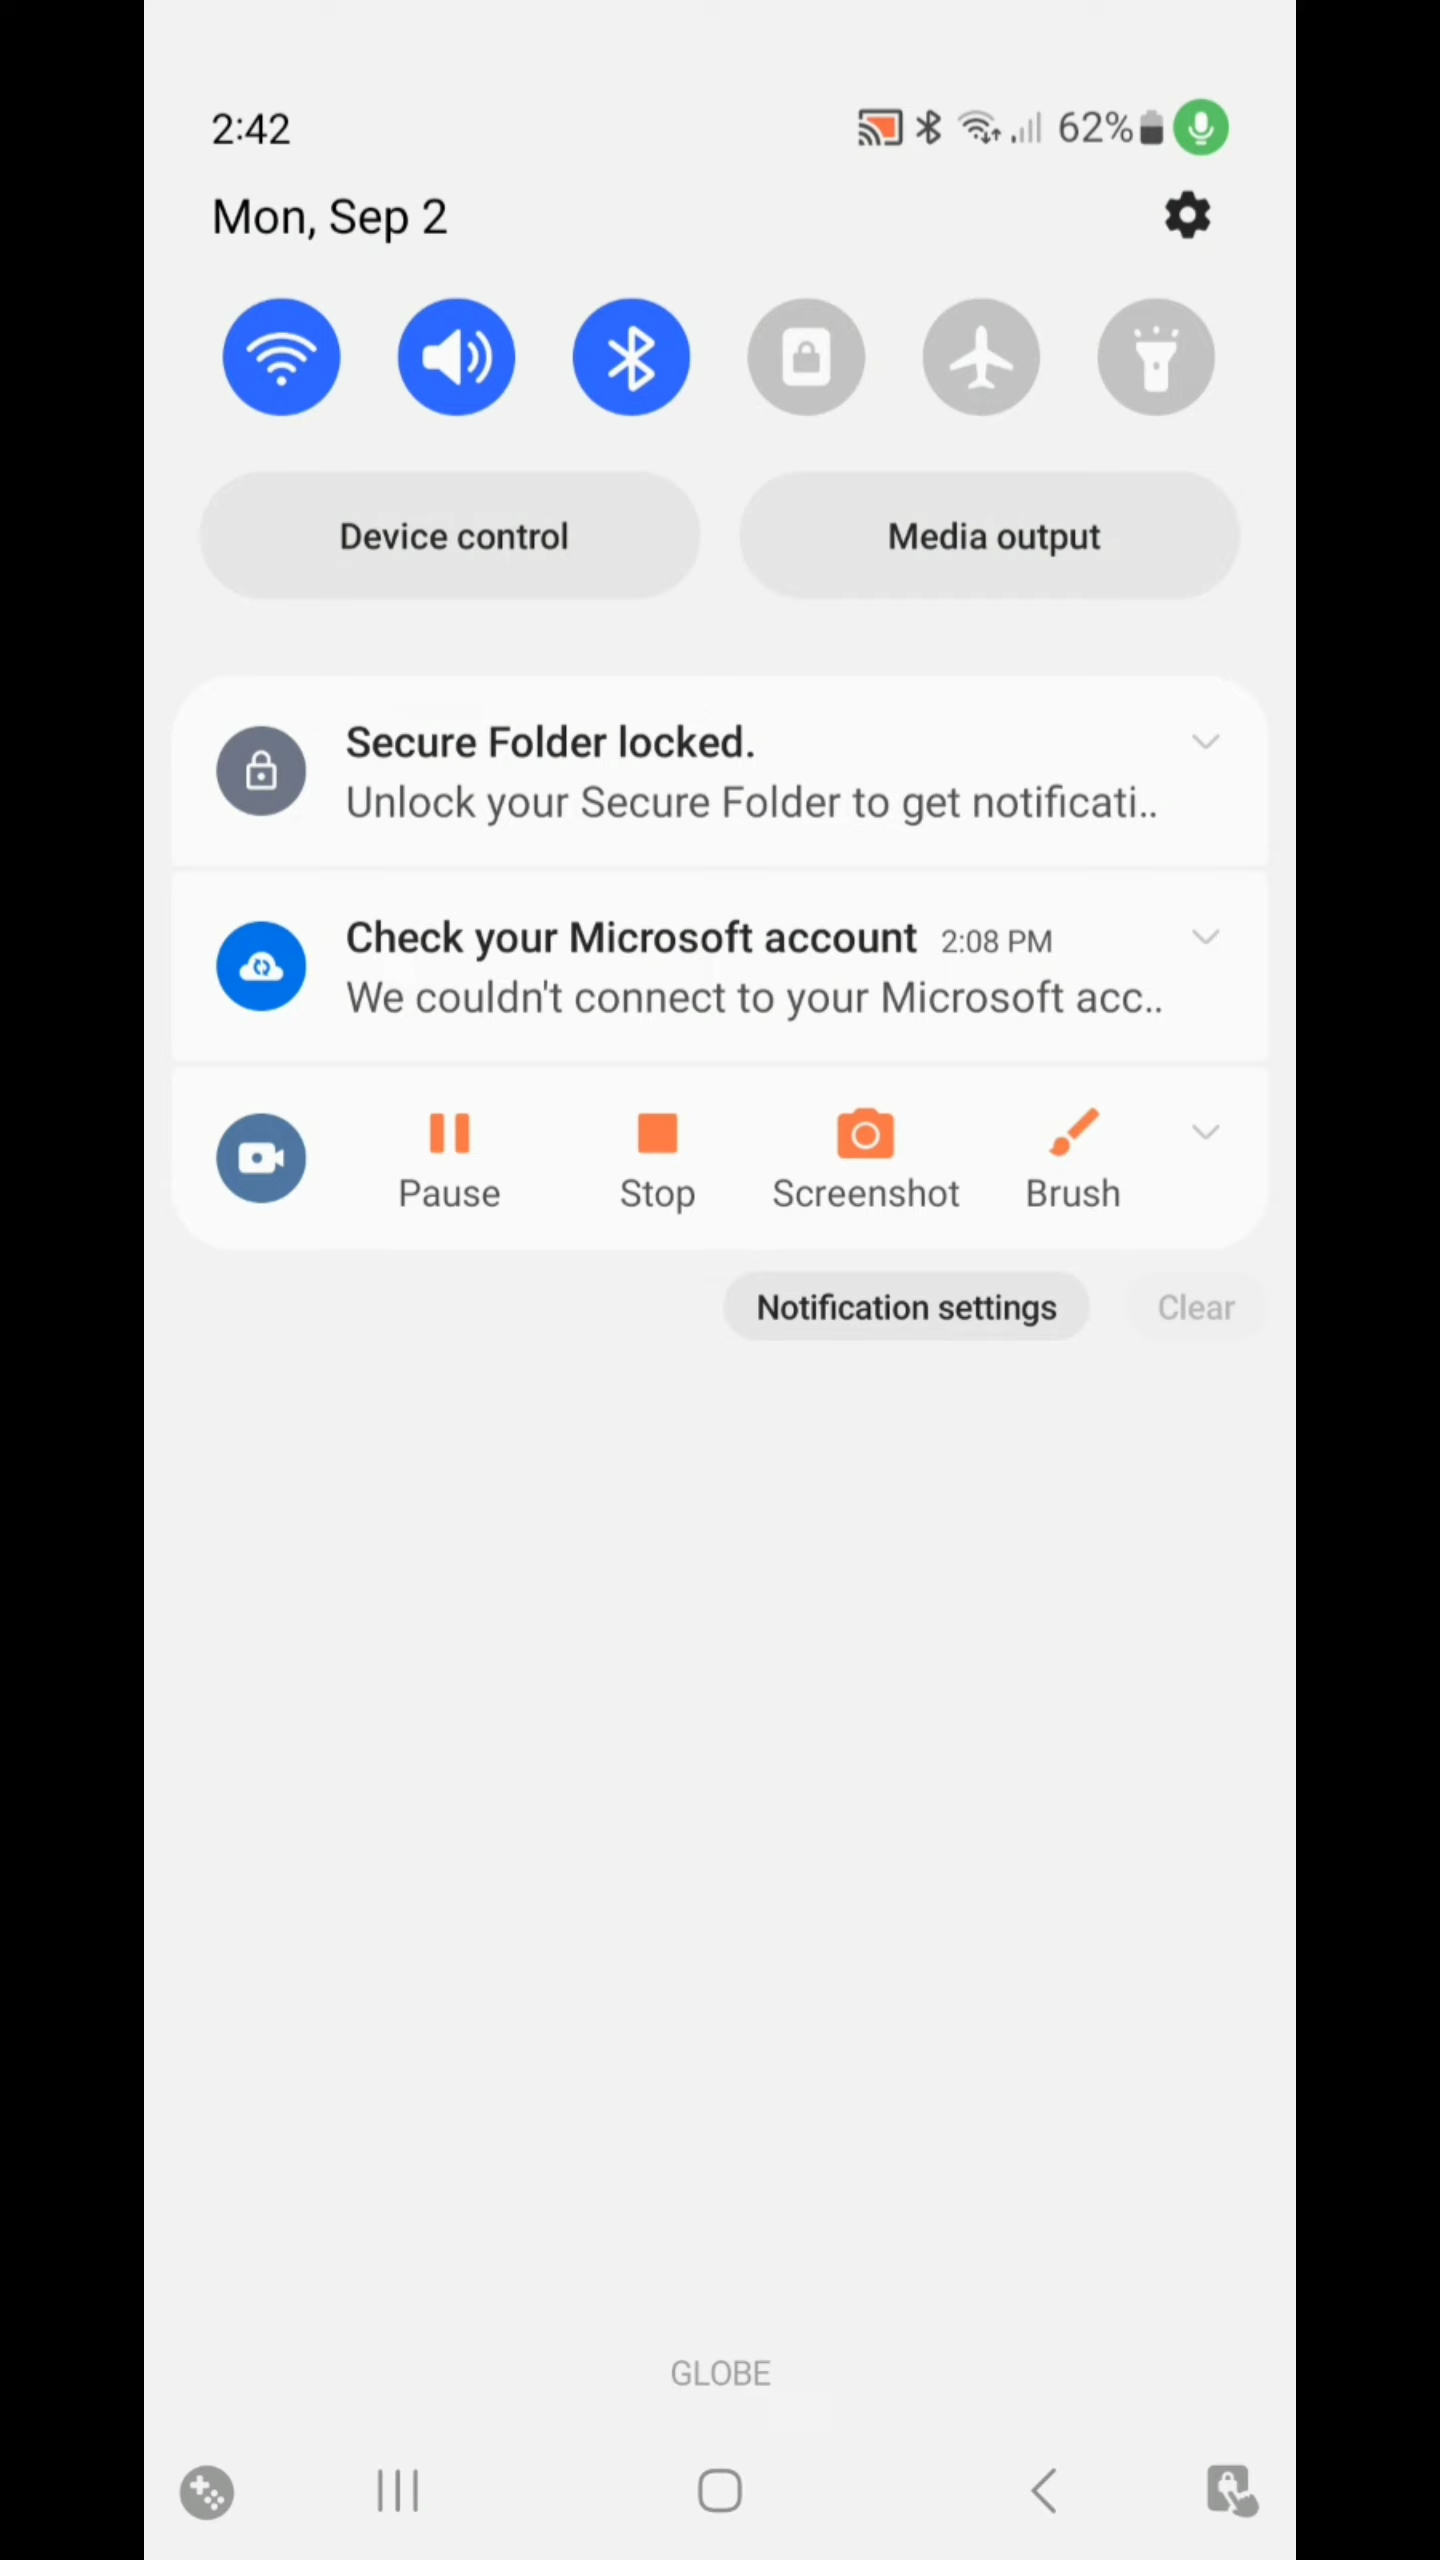 2:42
62%
Mon, Sep 2
Device control
Media output
Secure Folder locked.
Unlock your Secure Folder to get notificati..
Check your Microsoft account 2:08 PM
We couldn't connect to your Microsoft acc..
Pause
Stop
Screenshot
Brush
Notification settings
Clear
GLOBE